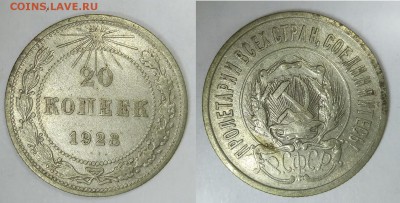 COINS.LAVE.RU
20
КОПЕЕК
1923
ПРОЛЕТАРИИ ВСЕХ СТРАН, СОЕДИНЯЙТЕСЬ!
РСФСР